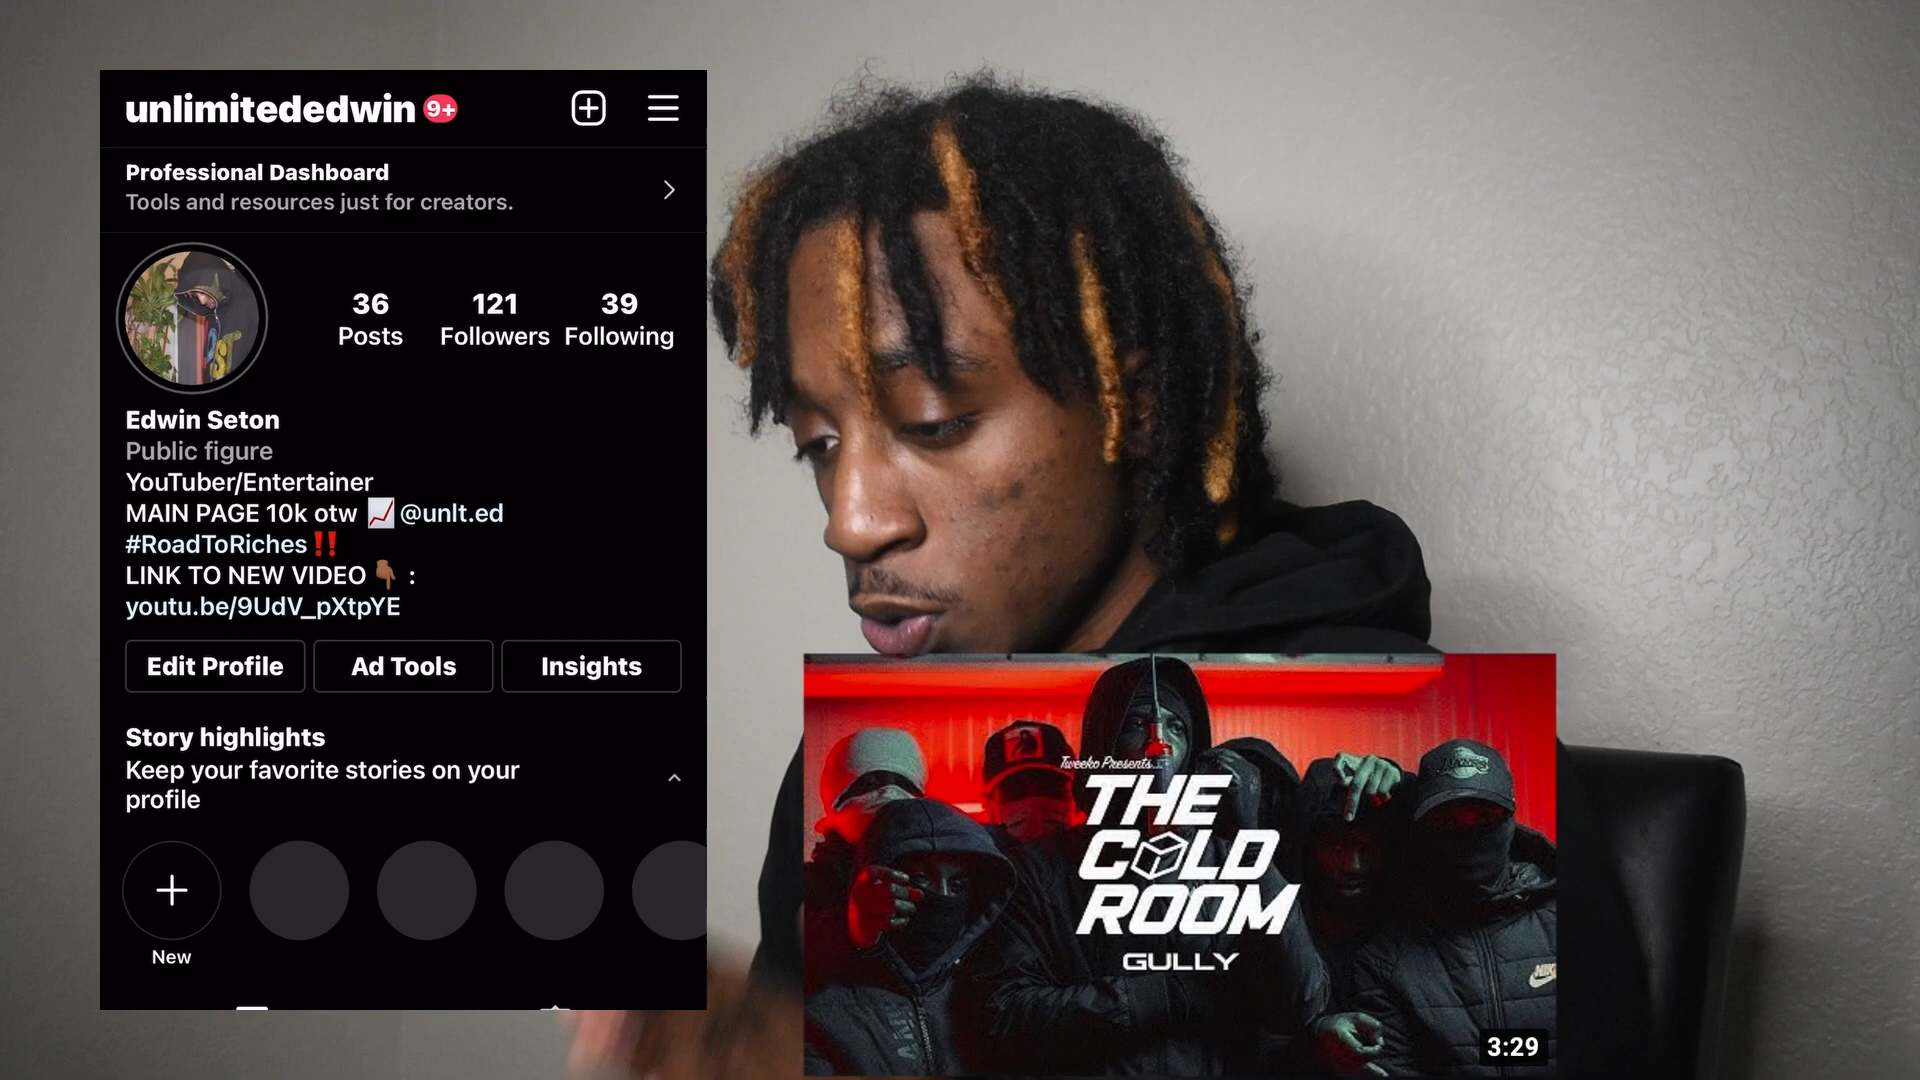 unlimitededwin 9+
Professional Dashboard
Tools and resources just for creators.
36 121 39
Posts Followers Following
Edwin Seton
Public figure
YouTuber/Entertainer
MAIN PAGE 10k otw 📈 @unlt.ed
#RoadToRiches‼️
LINK TO NEW VIDEO👇🏾 :
youtu.be/9UdV_pXtpYE
Edit Profile Ad Tools Insights
Story highlights
Keep your favorite stories on your
profile
New
Tweeko Presents...
THE
COLD
ROOM
GULLY
NIKE
3:29